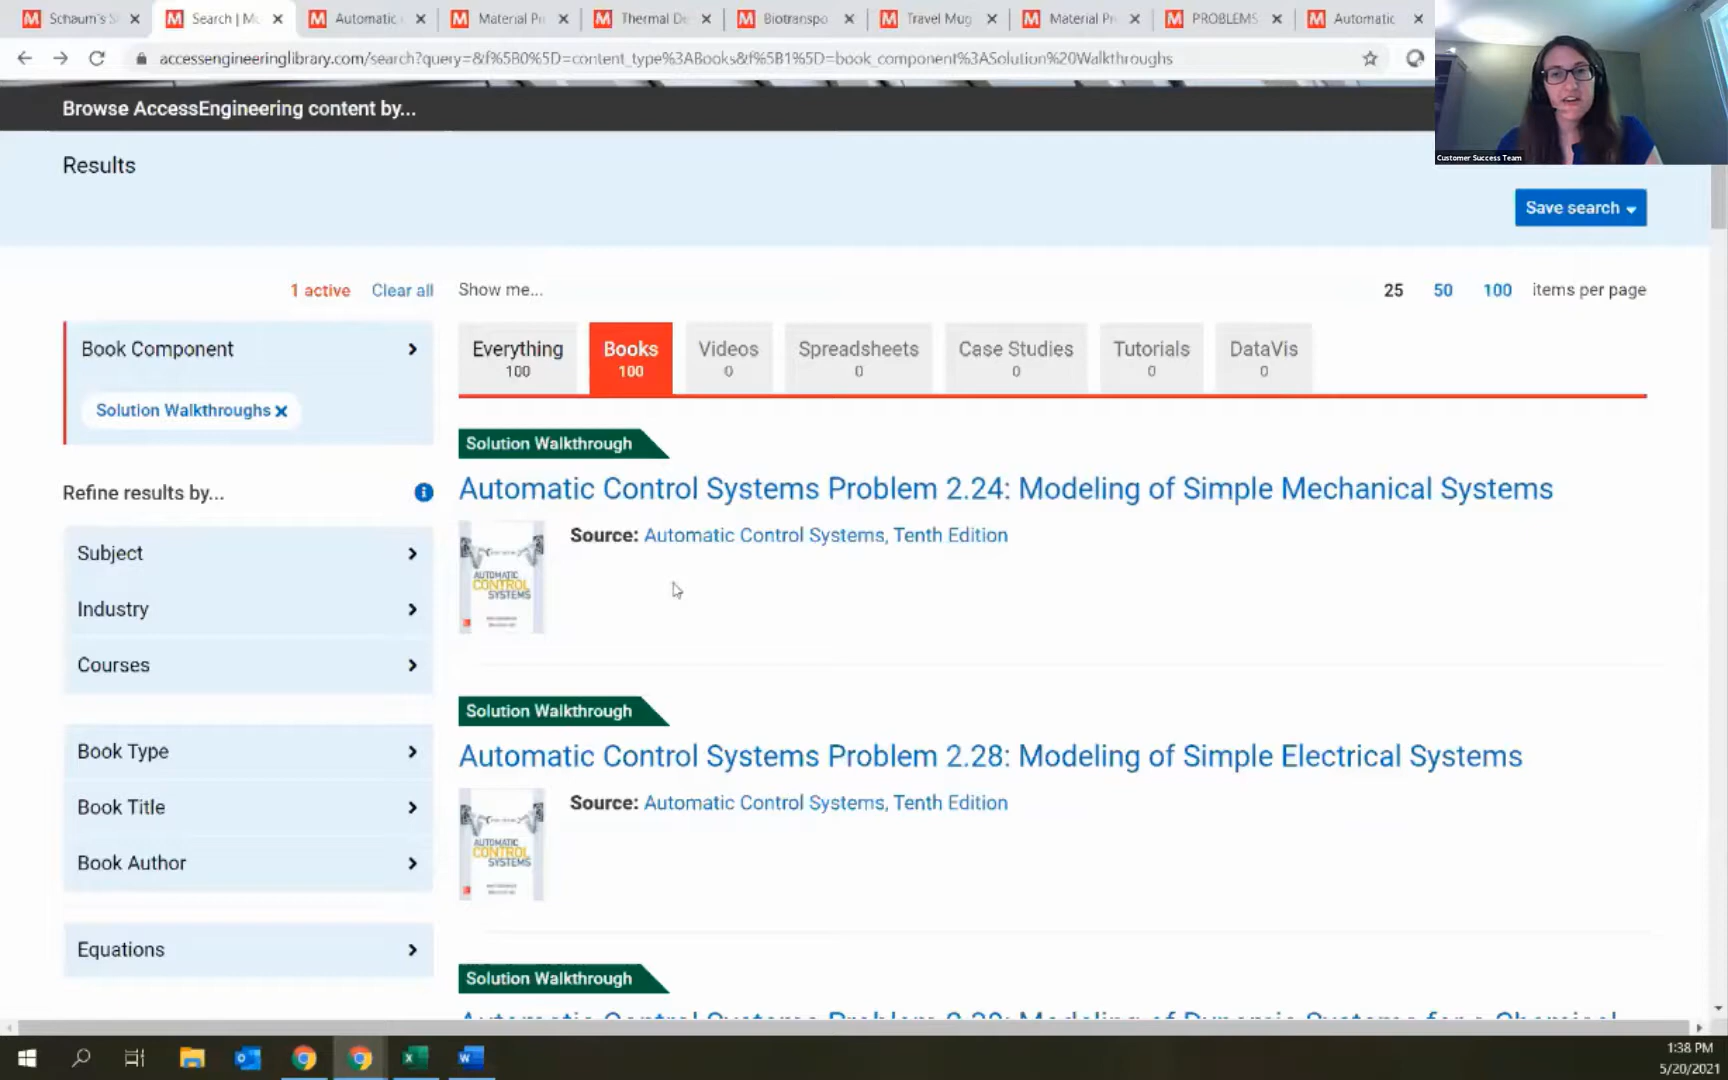 Schaum's S
Search | M
Automatic
Material Pr
Thermal De
Biotranspo
Travel Mug
Material Pr
PROBLEMS
Automatic
accessengineeringlibrary.com/search?query=&f%5B0%5D=content_type%3ABooks&f%5B1%5D=book_component%3ASolution%20Walkthroughs
Customer Success Team
Browse AccessEngineering content by...
Results
Save search
1 active Clear all
Show me...
25 50 100 items per page
Book Component
Solution Walkthroughs
Everything
100
Books
100
Videos
0
Spreadsheets
0
Case Studies
0
Tutorials
0
DataVis
0
Refine results by...
Subject
Industry
Courses
Book Type
Book Title
Book Author
Equations
Solution Walkthrough
Automatic Control Systems Problem 2.24: Modeling of Simple Mechanical Systems
AUTOMATIC
CONTROL
SYSTEMS
Source: Automatic Control Systems, Tenth Edition
Solution Walkthrough
Automatic Control Systems Problem 2.28: Modeling of Simple Electrical Systems
AUTOMATIC
CONTROL
SYSTEMS
Source: Automatic Control Systems, Tenth Edition
Solution Walkthrough
1:38 PM
5/20/2021